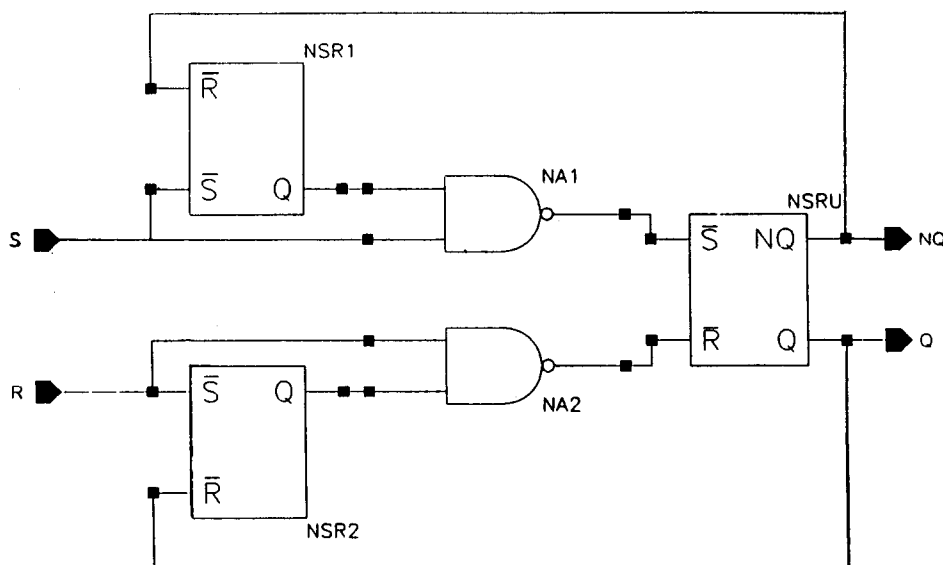 NSR1
R̅
S̅ Q
NA1
NSRU
S
S̅ NQ
NQ
R̅ Q
Q
R
S̅ Q
NA2
R̅
NSR2